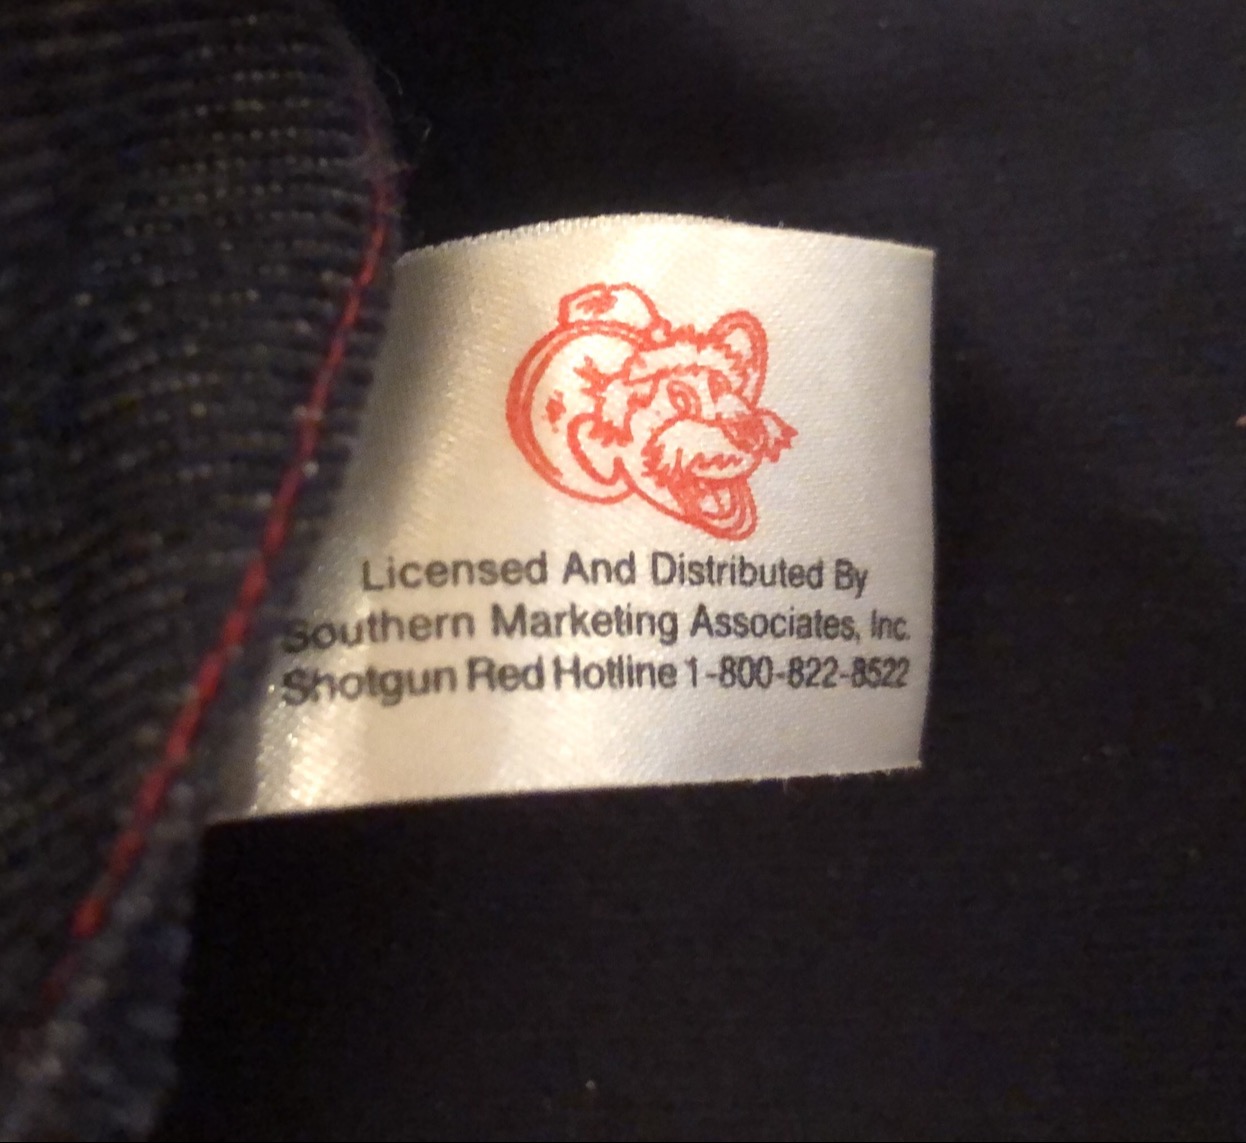 Licensed And Distributed By
Southern Marketing Associates, Inc.
Shotgun Red Hotline 1-800-822-8522